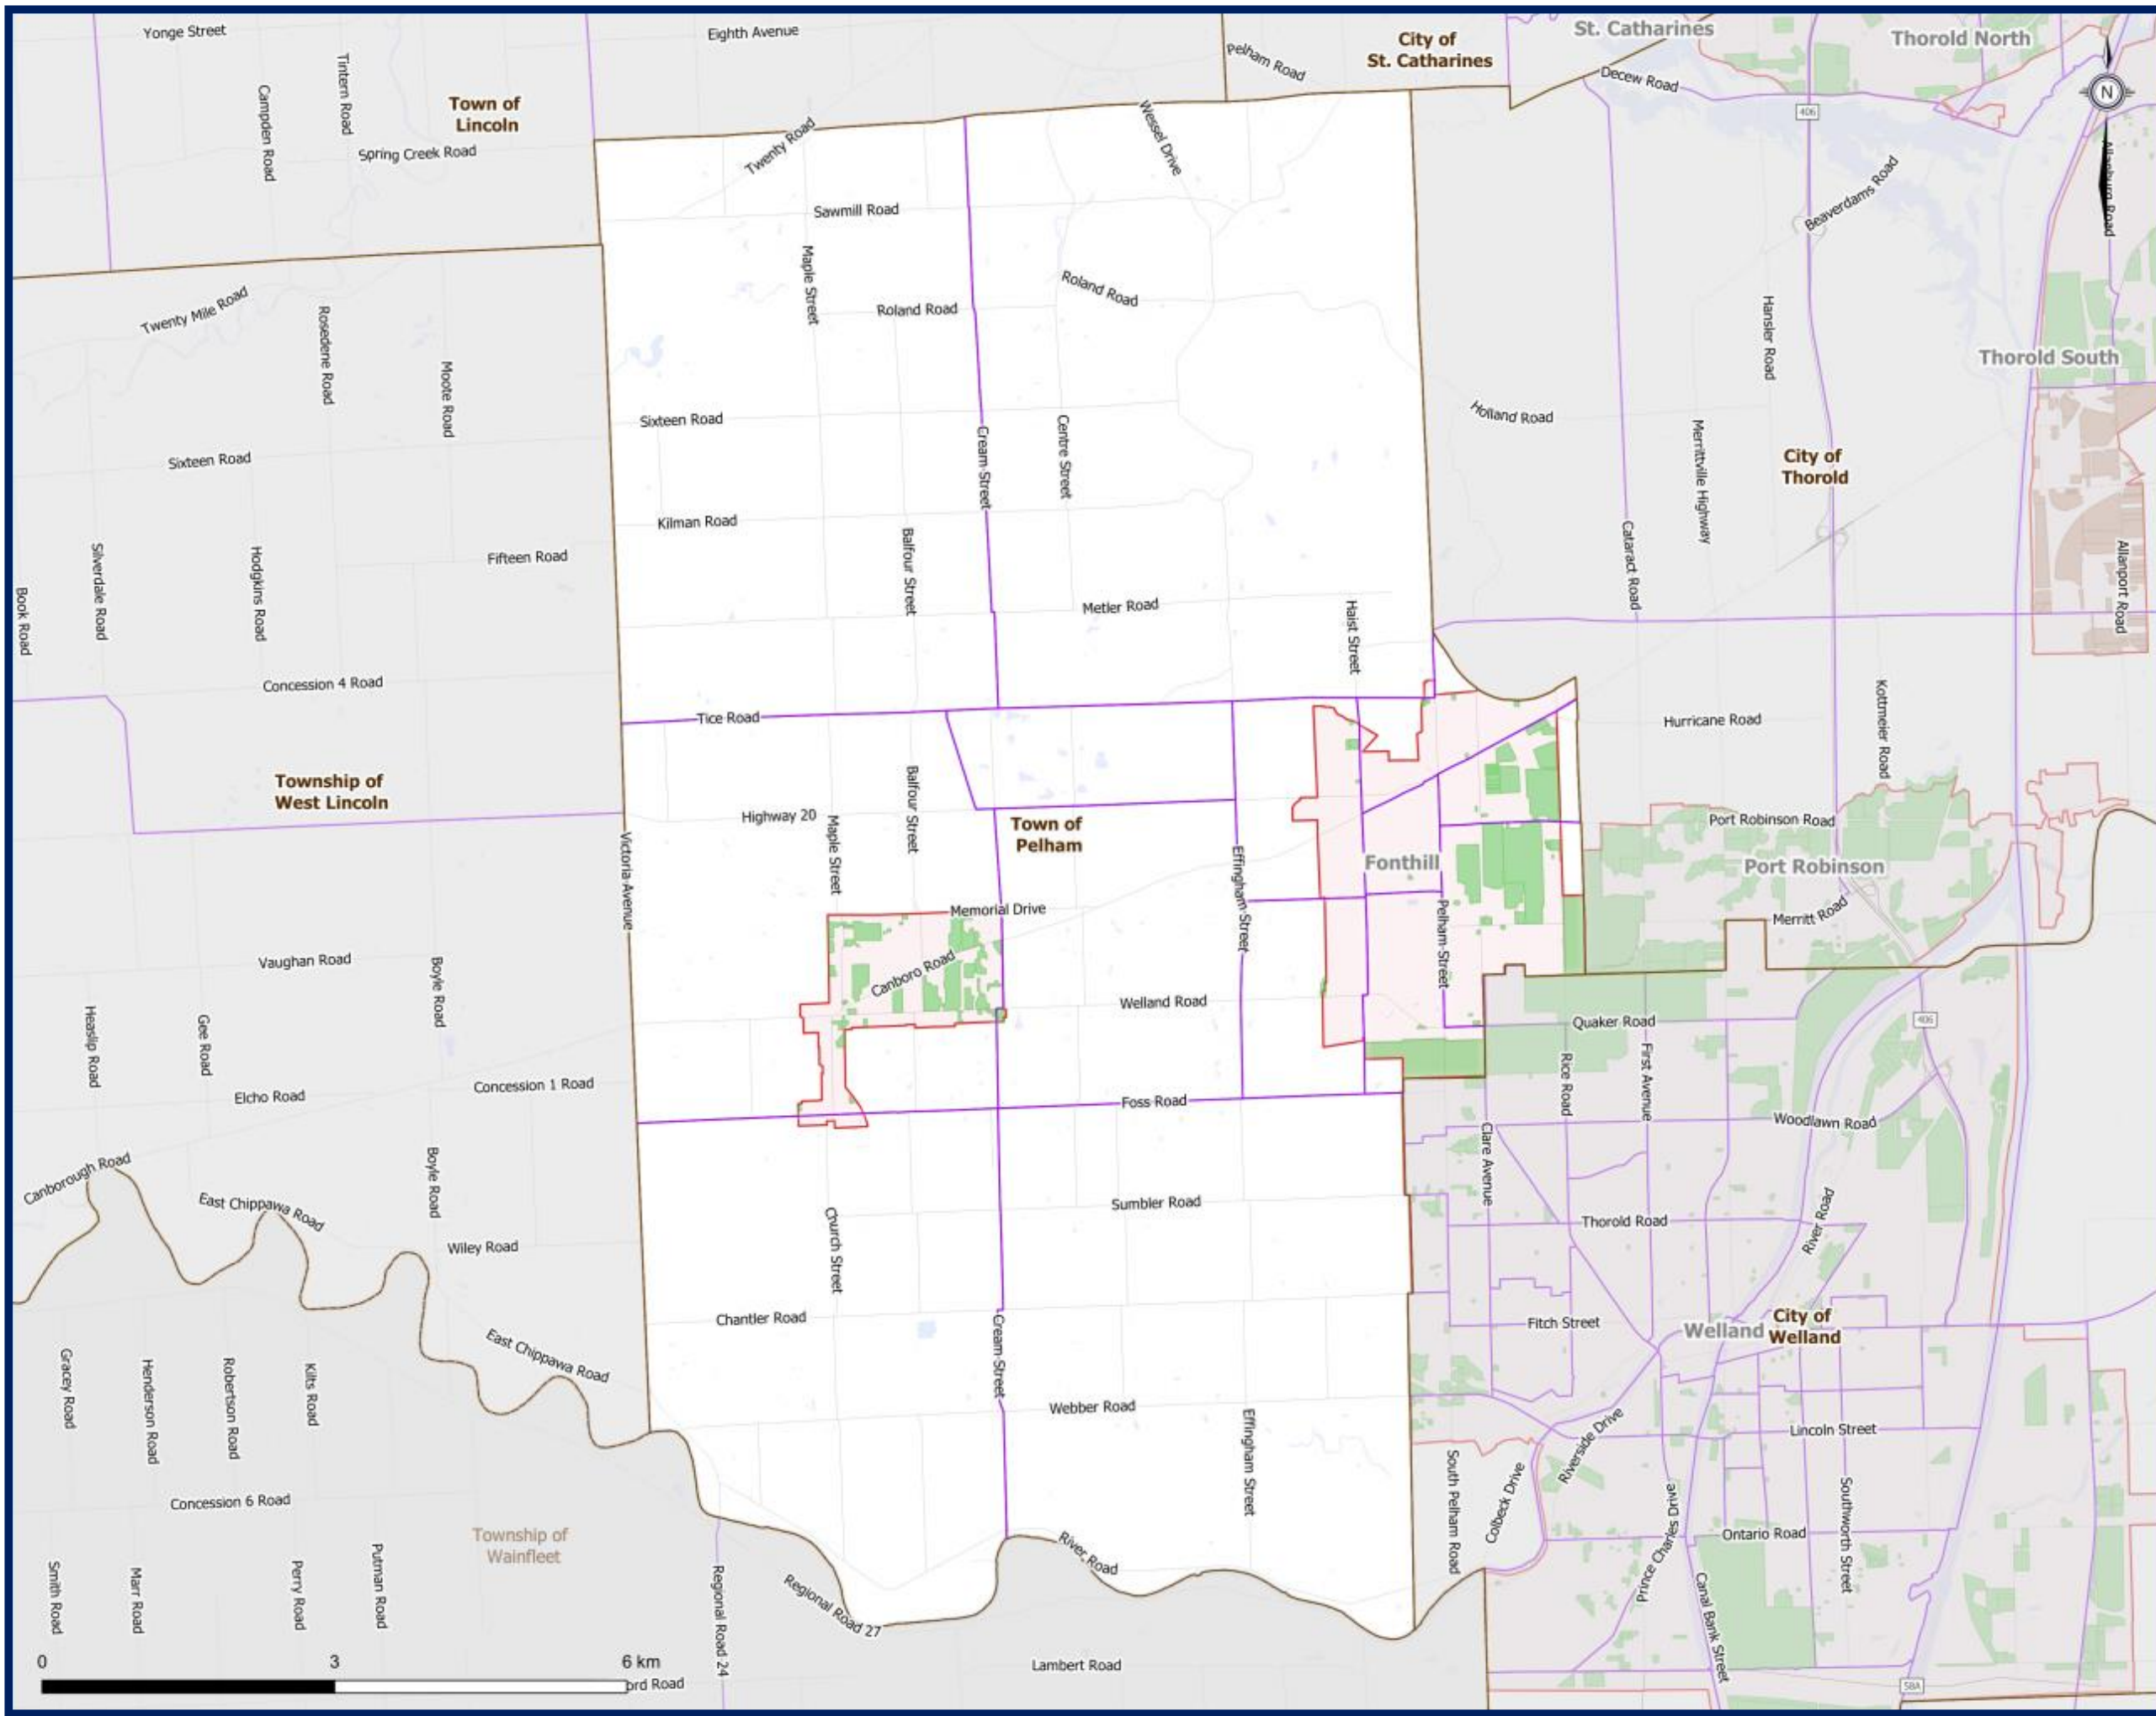 Yonge Street
Eighth Avenue
Pelham Road
City of
St. Catharines
St. Catharines
Thorold North
Decew Road
406
N
Tintern Road
Campden Road
Town of
Lincoln
Spring Creek Road
Twenty Road
Wessel Drive
Allanburg Road
Beaverdams Road
Sawmill Road
Maple Street
Roland Road
Roland Road
Twenty Mile Road
Rosedene Road
Moote Road
Hansler Road
Thorold South
Sixteen Road
Cream Street
Centre Street
Holland Road
Merrittville Highway
City of
Thorold
Sixteen Road
Kilman Road
Balfour Street
Cataract Road
Allanport Road
Fifteen Road
Silverdale Road
Hodgkins Road
Book Road
Metler Road
Haist Street
Concession 4 Road
Tice Road
Hurricane Road
Kottmeier Road
Township of
West Lincoln
Highway 20
Balfour Street
Maple Street
Victoria Avenue
Town of
Pelham
Effingham Street
Fonthill
Port Robinson Road
Port Robinson
Memorial Drive
Pelham Street
Merritt Road
Vaughan Road
Boyle Road
Canboro Road
Welland Road
Quaker Road
406
Heaslip Road
Gee Road
Rice Road
First Avenue
Elcho Road
Concession 1 Road
Foss Road
Woodlawn Road
Clare Avenue
Canborough Road
East Chippawa Road
Boyle Road
Wiley Road
Church Street
Sumbler Road
Thorold Road
River Road
Chantler Road
Cream Street
Fitch Street
Welland
City of
Welland
East Chippawa Road
Gracey Road
Henderson Road
Robertson Road
Kilts Road
Webber Road
Effingham Street
Riverside Drive
Lincoln Street
South Pelham Road
Colbeck Drive
Prince Charles Drive
Southworth Street
Concession 6 Road
Township of
Wainfleet
Ontario Road
River Road
Smith Road
Marr Road
Perry Road
Putman Road
Regional Road 24
Regional Road 27
Canal Bank Street
Lambert Road
0 3 6 km
ord Road
58A